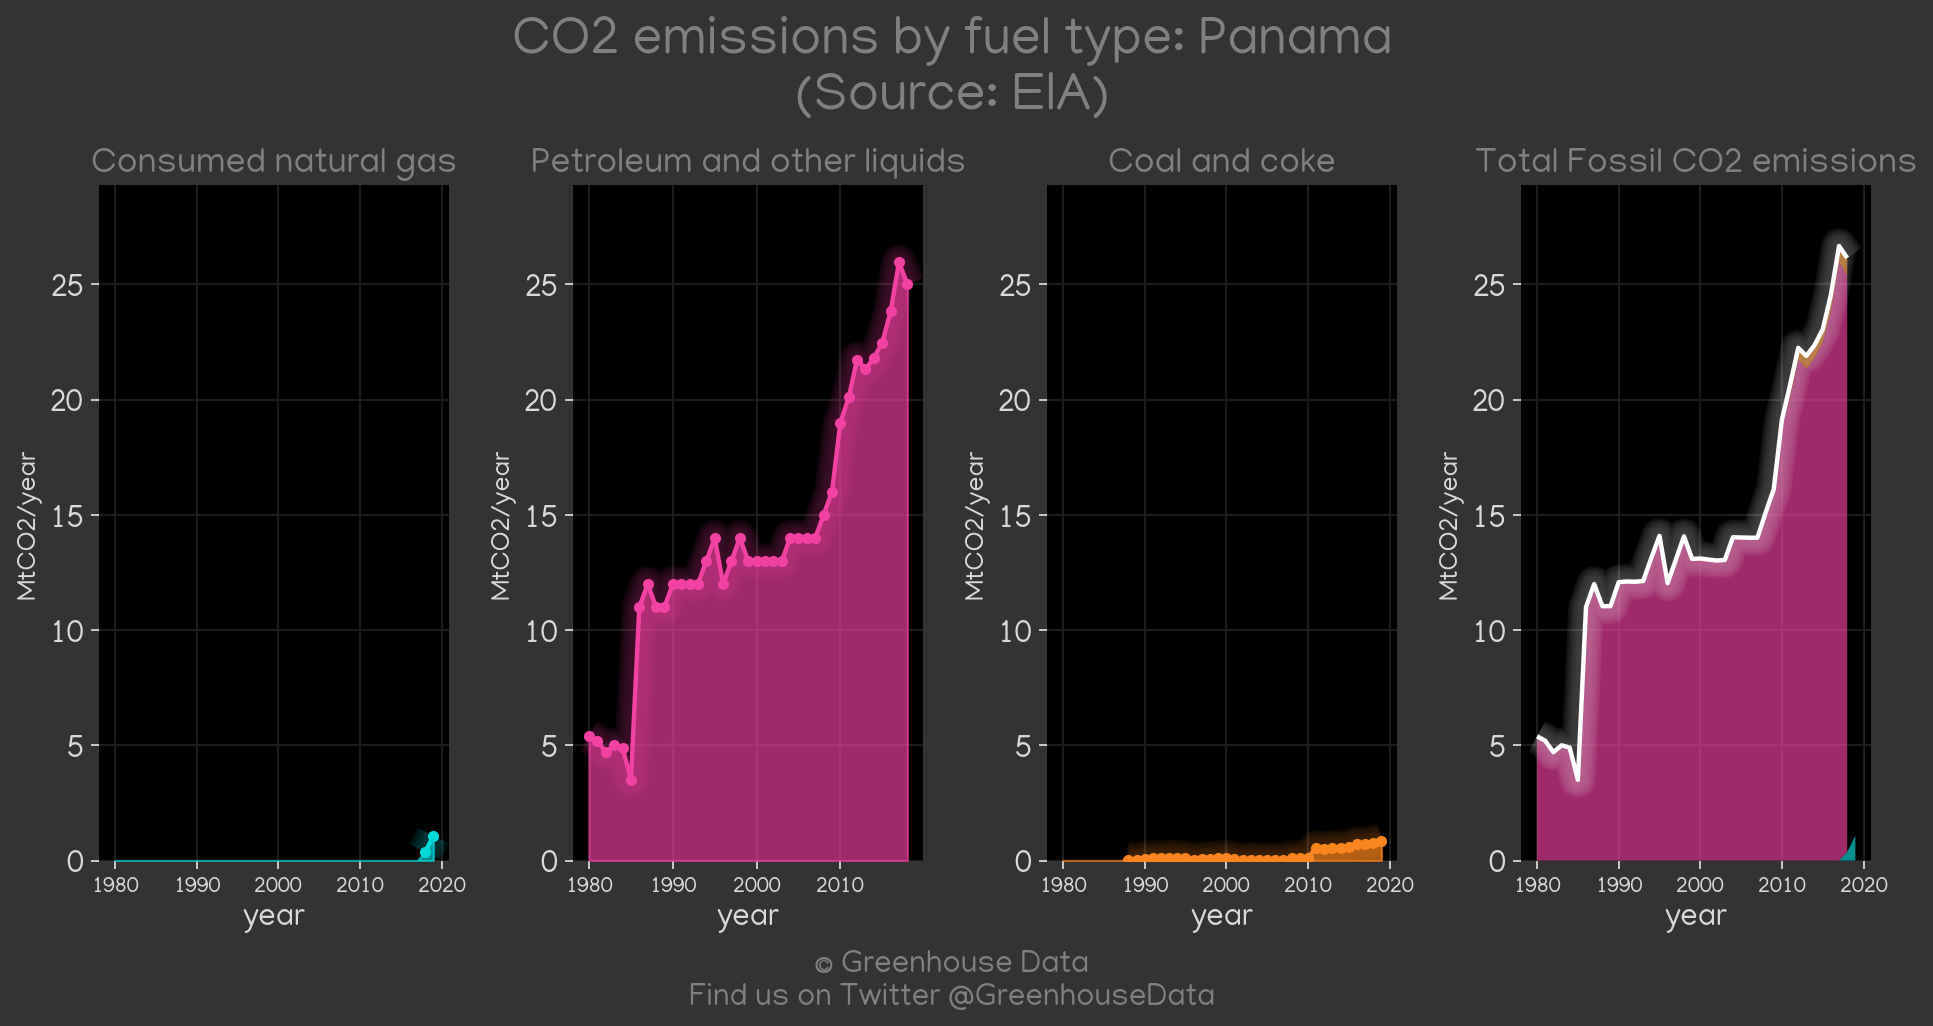 CO2 emissions by fuel type: Panama
(Source: EIA)
Consumed natural gas
MtCO2/year
25
20
15
10
5
0
1980 1990 2000 2010 2020
year
Petroleum and other liquids
MtCO2/year
25
20
15
10
5
0
1980 1990 2000 2010
year
Coal and coke
MtCO2/year
25
20
15
10
5
0
1980 1990 2000 2010 2020
year
Total Fossil CO2 emissions
MtCO2/year
25
20
15
10
5
0
1980 1990 2000 2010 2020
year
© Greenhouse Data
Find us on Twitter @GreenhouseData